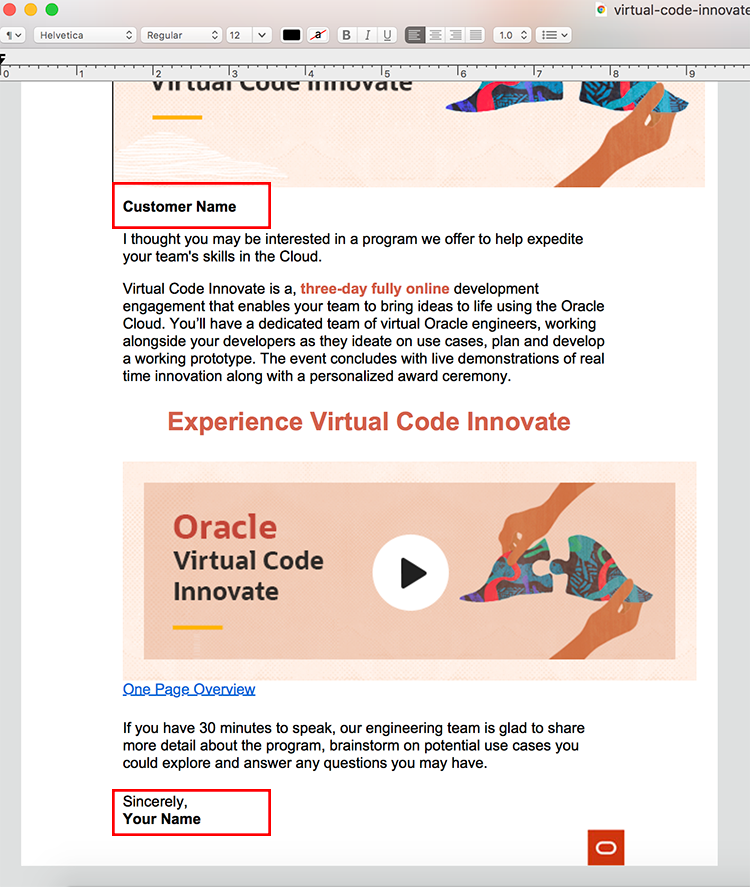 virtual-code-innovate
¶ Helvetica Regular 12 a B I U 1.0
0 1 2 3 4 5 6 7 8 9
Virtual Code Innovate
Customer Name
I thought you may be interested in a program we offer to help expedite
your team's skills in the Cloud.
Virtual Code Innovate is a, three-day fully online development
engagement that enables your team to bring ideas to life using the Oracle
Cloud. You’ll have a dedicated team of virtual Oracle engineers, working
alongside your developers as they ideate on use cases, plan and develop
a working prototype. The event concludes with live demonstrations of real
time innovation along with a personalized award ceremony.
Experience Virtual Code Innovate
Oracle
Virtual Code
Innovate
One Page Overview
If you have 30 minutes to speak, our engineering team is glad to share
more detail about the program, brainstorm on potential use cases you
could explore and answer any questions you may have.
Sincerely,
Your Name